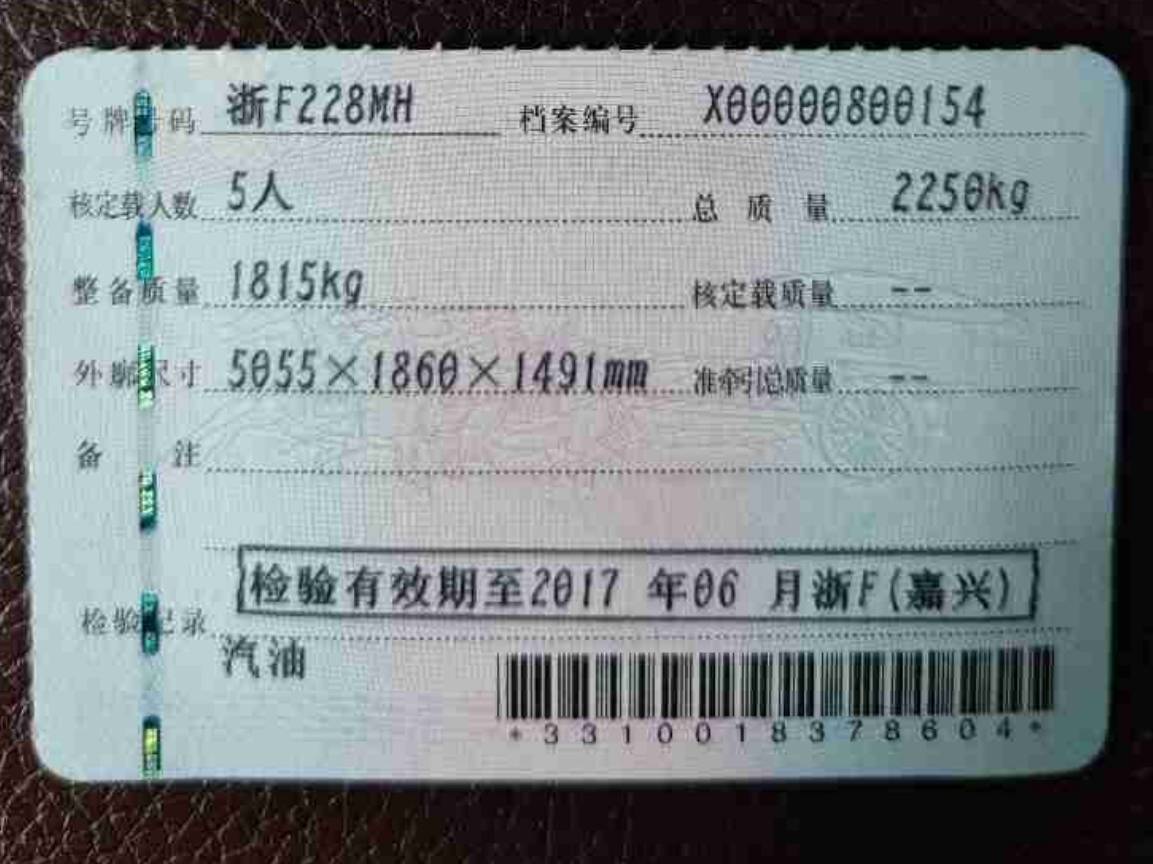 号牌号码 浙F228MH 档案编号 X00000800154
核定载人数 5人 总质量 2250kg
整备质量 1815kg 核定载质量 --
外廓尺寸 5055×1860×1491mm 准牵引总质量 --
备注
检验有效期至2017 年06 月浙F(嘉兴)
检验记录
汽油
*3310018378604*